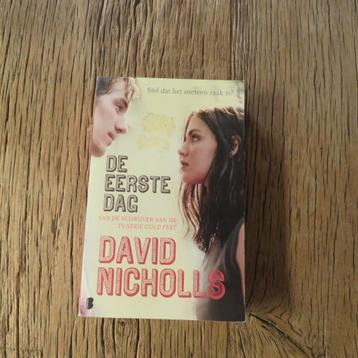 Stel dat het meteen raak is?
DE
EERSTE
DAG
VAN DE SCHRIJVER VAN DE
TV-SERIE COLD FEET
DAVID
NICHOLLS
B